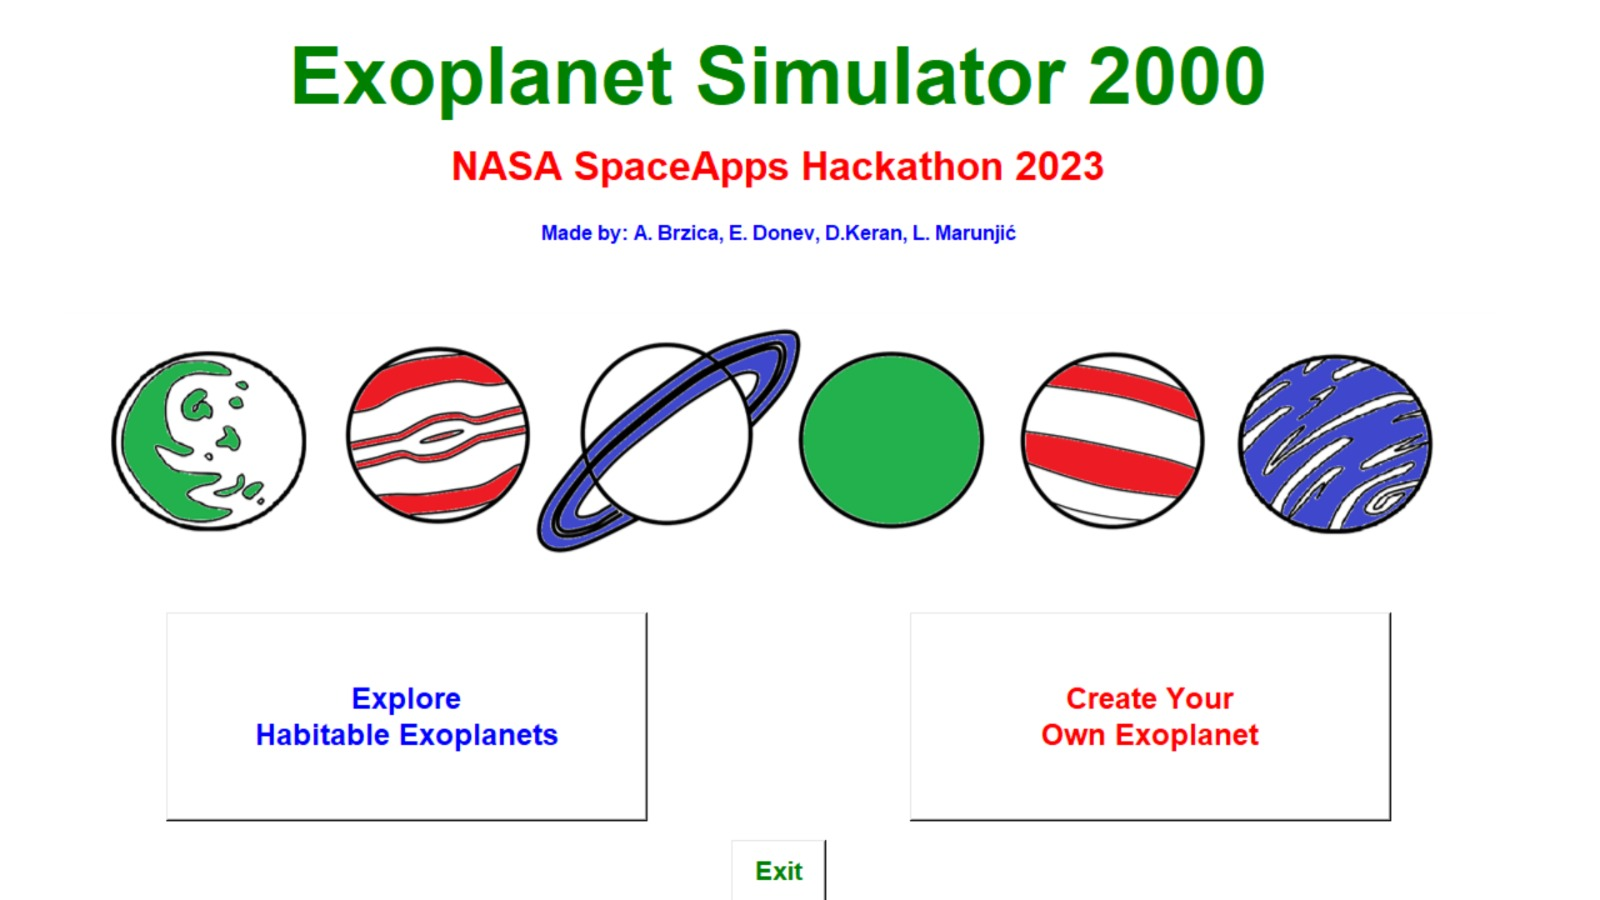 Exoplanet Simulator 2000
NASA SpaceApps Hackathon 2023
Made by: A. Brzica, E. Donev, D.Keran, L. Marunjić
Explore
Habitable Exoplanets
Create Your
Own Exoplanet
Exit